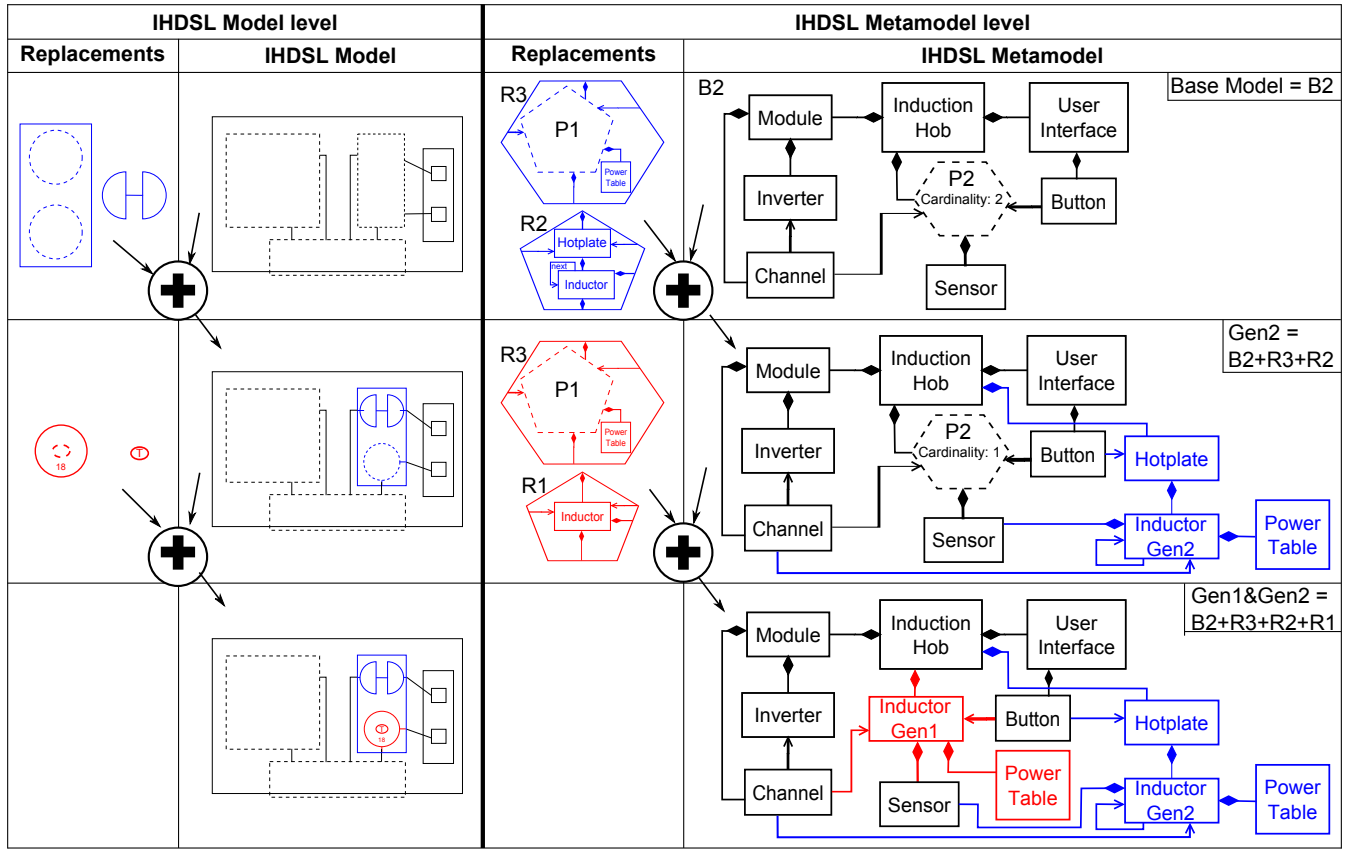 IHDSL Model level
IHDSL Metamodel level
Replacements
IHDSL Model
Replacements
IHDSL Metamodel
R3
P1
Power
Table
R2
Hotplate
next
Inductor
B2
Base Model = B2
Module
Induction
Hob
User
Interface
Inverter
P2
Cardinality: 2
Button
Channel
Sensor
18
T
R3
P1
Power
Table
R1
Inductor
Gen2 =
B2+R3+R2
Module
Induction
Hob
User
Interface
Inverter
P2
Cardinality: 1
Button
Hotplate
Channel
Sensor
Inductor
Gen2
Power
Table
T
18
Gen1&Gen2 =
B2+R3+R2+R1
Module
Induction
Hob
User
Interface
Inverter
Inductor
Gen1
Button
Hotplate
Channel
Sensor
Power
Table
Inductor
Gen2
Power
Table